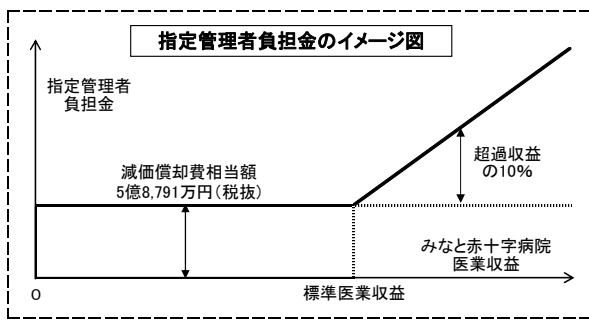 指定管理者負担金のイメージ図
指定管理者
負担金
減価償却費相当額
5億8,791万円(税抜)
超過収益
の10%
みなと赤十字病院
医業収益
0
標準医業収益